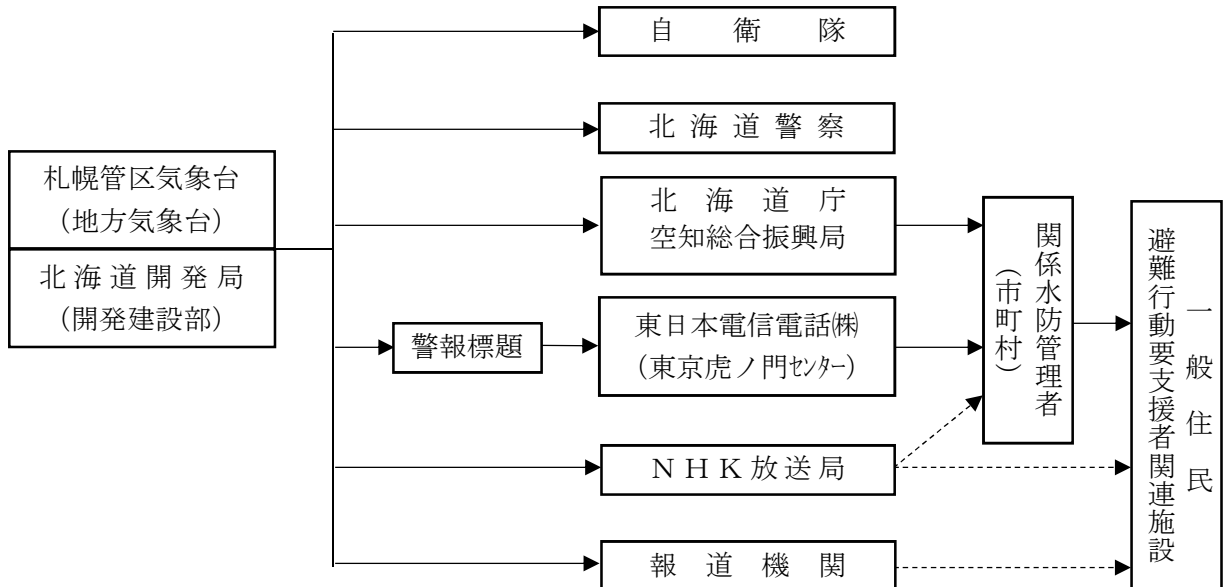 自衛隊
北海道警察
札幌管区気象台
(地方気象台)
北海道開発局
(開発建設部)
北海道庁
空知総合振興局
警報標題
東日本電信電話㈱
(東京虎ノ門ｾﾝﾀｰ)
NHK放送局
報道機関
関係水防管理者
(市町村)
一般住民
避難行動要支援者関連施設